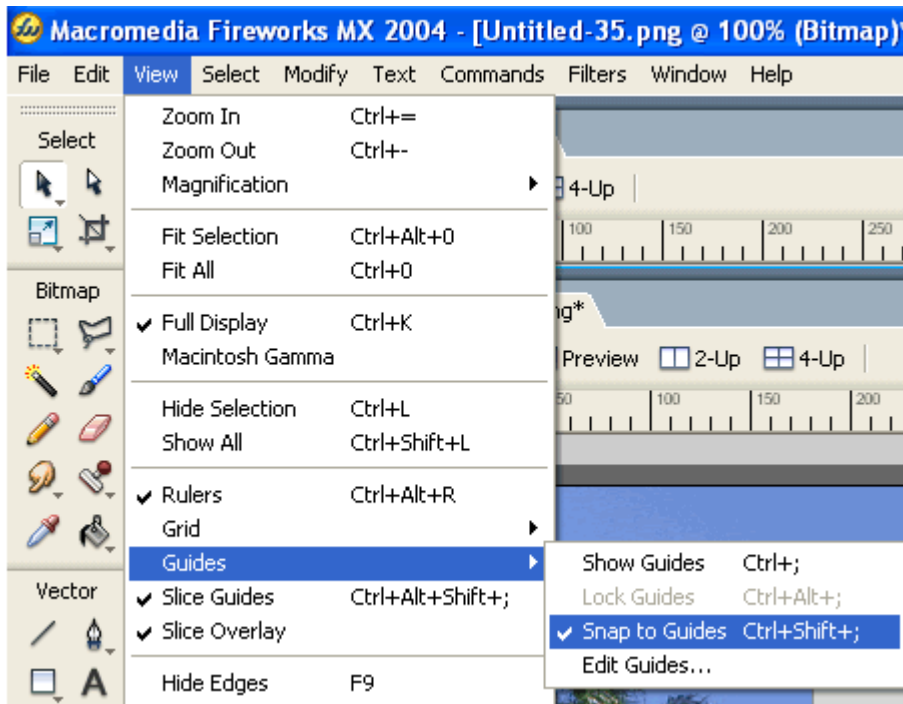 Macromedia Fireworks MX 2004 - [Untitled-35.png @ 100% (Bitmap)*
File Edit View Select Modify Text Commands Filters Window Help
Select
Bitmap
Vector
Zoom In Ctrl+=
Zoom Out Ctrl+-
Magnification
Fit Selection Ctrl+Alt+0
Fit All Ctrl+0
Full Display Ctrl+K
Macintosh Gamma
Hide Selection Ctrl+L
Show All Ctrl+Shift+L
Rulers Ctrl+Alt+R
Grid
Guides
Slice Guides Ctrl+Alt+Shift+;
Slice Overlay
Hide Edges F9
Show Guides Ctrl+;
Lock Guides Ctrl+Alt+;
Snap to Guides Ctrl+Shift+;
Edit Guides...
4-Up
100 150 200 250
ng*
Preview 2-Up 4-Up
50 100 150 200